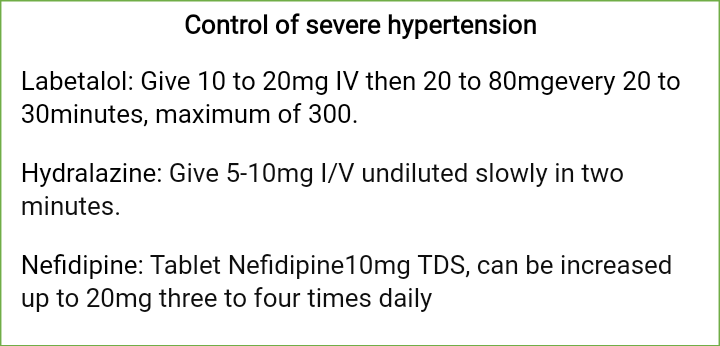 Control of severe hypertension
Labetalol: Give 10 to 20mg IV then 20 to 80mgevery 20 to
30minutes, maximum of 300.
Hydralazine: Give 5-10mg I/V undiluted slowly in two
minutes.
Nefidipine: Tablet Nefidipine10mg TDS, can be increased
up to 20mg three to four times daily